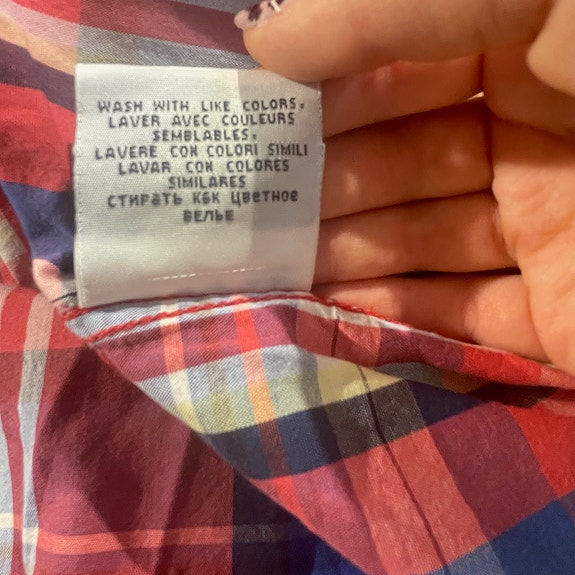 WASH WITH LIKE COLORS,
LAVER AVEC COULEURS
SEMBLABLES,
LAVERE CON COLORI SIMILI
LAVAR CON COLORES
SIMILARES
СТИРАТЬ КАК ЦВЕТНОЕ
БЕЛЬЕ